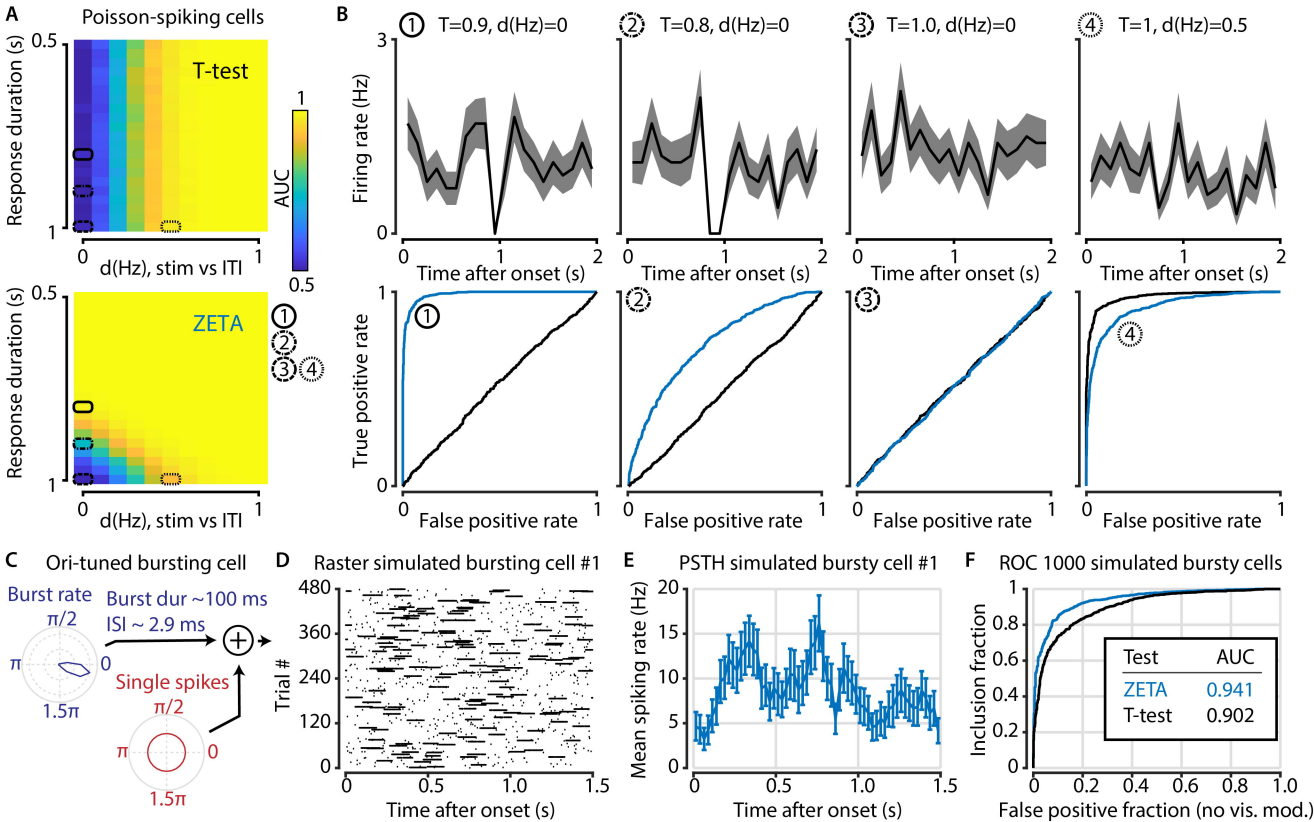 A
Poisson-spiking cells
0.5
Response duration (s)
1
T-test
0
1
d(Hz), stim vs ITI
1
AUC
0.5
0.5
Response duration (s)
1
ZETA
0
1
d(Hz), stim vs ITI
1
2
3 4
B
1 T=0.9, d(Hz)=0
2 T=0.8, d(Hz)=0
3 T=1.0, d(Hz)=0
4 T=1, d(Hz)=0.5
3
Firing rate (Hz)
0
0 1 2
Time after onset (s)
0 1 2
Time after onset (s)
0 1 2
Time after onset (s)
0 1 2
Time after onset (s)
1
True positive rate
0
1
2
3
4
0 1
False positive rate
0 1
False positive rate
0 1
False positive rate
0 1
False positive rate
C Ori-tuned bursting cell
Burst rate
π/2
π
0
1.5π
Burst dur ~100 ms
ISI ~ 2.9 ms
+
Single spikes
π/2
π
0
1.5π
D Raster simulated bursting cell #1
480
360
240
120
0
Trial #
0 0.5 1.0 1.5
Time after onset (s)
E PSTH simulated bursty cell #1
20
15
10
5
0
Mean spiking rate (Hz)
0 0.5 1.0 1.5
Time after onset (s)
F ROC 1000 simulated bursty cells
1
0.8
0.6
0.4
0.2
0
Inclusion fraction
Test AUC
ZETA 0.941
T-test 0.902
0 0.2 0.4 0.6 0.8 1.0
False positive fraction (no vis. mod.)